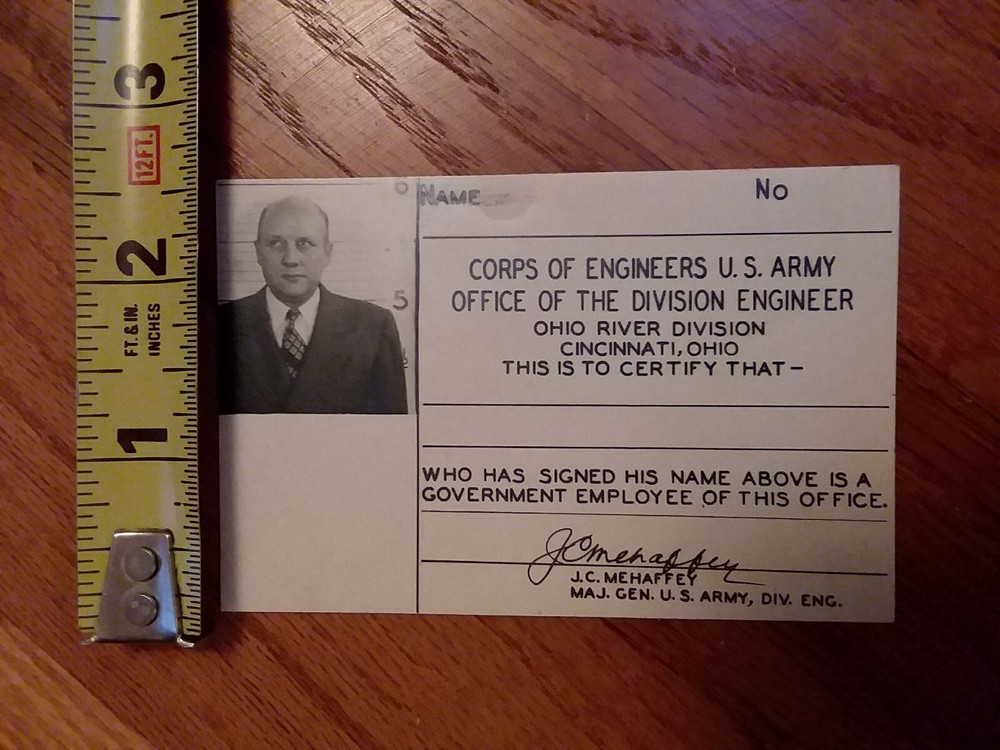 3
12FT.
2
FT. & IN.
INCHES
1
6
5
NAME
NO
CORPS OF ENGINEERS U.S. ARMY
OFFICE OF THE DIVISION ENGINEER
OHIO RIVER DIVISION
CINCINNATI, OHIO
THIS IS TO CERTIFY THAT —
WHO HAS SIGNED HIS NAME ABOVE IS A
GOVERNMENT EMPLOYEE OF THIS OFFICE.
JCMehaffey
J.C. MEHAFFEY
MAJ. GEN. U.S. ARMY, DIV. ENG.